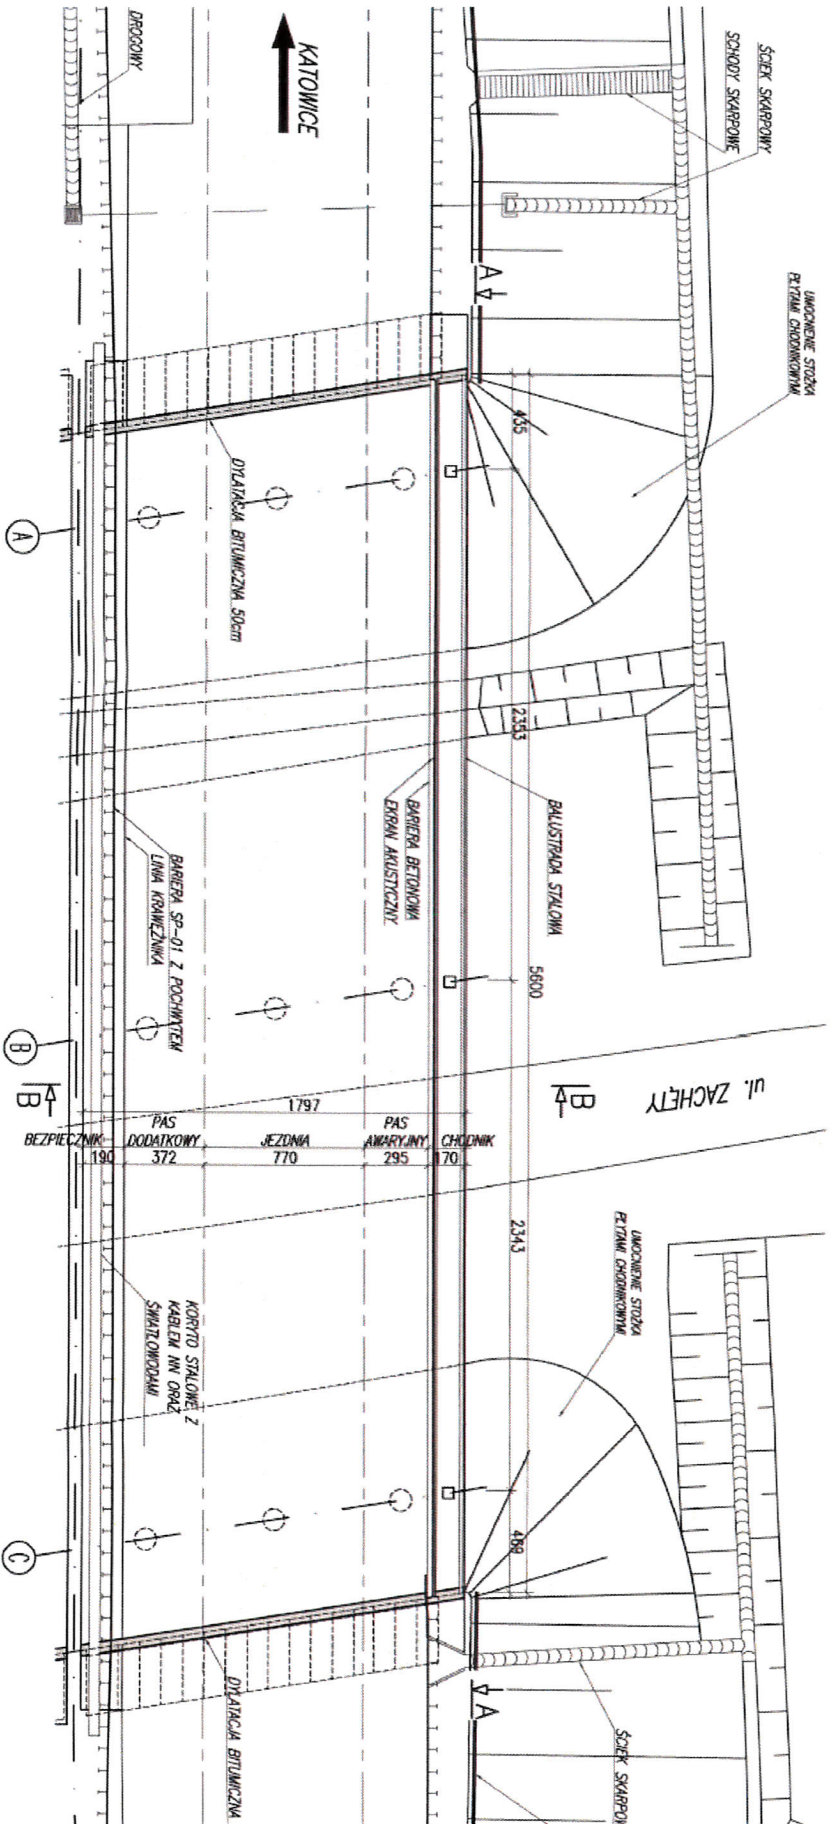 DROGOWY
KATOWICE
ŚCIEK SKARPOWY
SCHODY SKARPOWE
UMOCNIENIE STOŻKA
PŁYTAMI CHODNIKOWYMI
A
435
DYLATACJA BITUMICZNA 50cm
A
2353
BALUSTRADA STALOWA
BARIERA BETONOWA
EKRAN AKUSTYCZNY
BARIERA SP-01 Z POCHWYTEM
LINIA KRAWĘŻNIKA
5600
B
B
B
ul. ZACHĘTY
1797
BEZPIECZNIK
PAS
DODATKOWY
JEZDNIA
PAS
AWARYJNY
CHODNIK
190
372
770
295
170
2343
UMOCNIENIE STOŻKA
PŁYTAMI CHODNIKOWYMI
KORYTO STALOWE Z
KABLEM NN ORAZ
ŚWIATŁOWODAMI
469
C
A
DYLATACJA BITUMICZNA
ŚCIEK SKARPOW